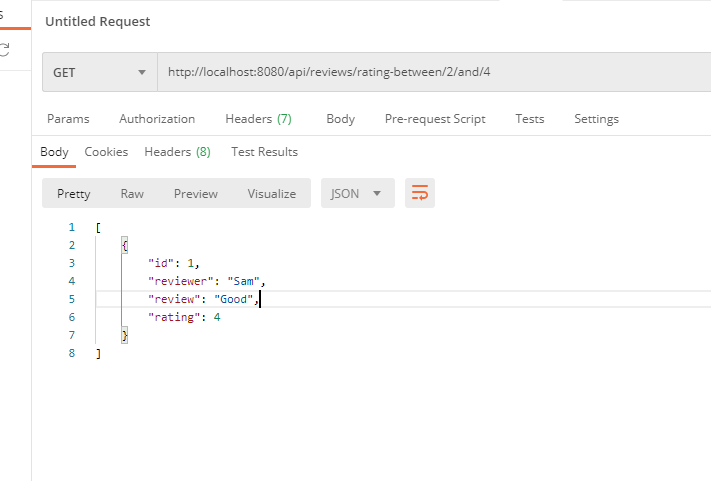 Untitled Request
GET http://localhost:8080/api/reviews/rating-between/2/and/4
Params Authorization Headers (7) Body Pre-request Script Tests Settings
Body Cookies Headers (8) Test Results
Pretty Raw Preview Visualize JSON
1 [
2 {
3 "id": 1,
4 "reviewer": "Sam",
5 "review": "Good",
6 "rating": 4
7 }
8 ]